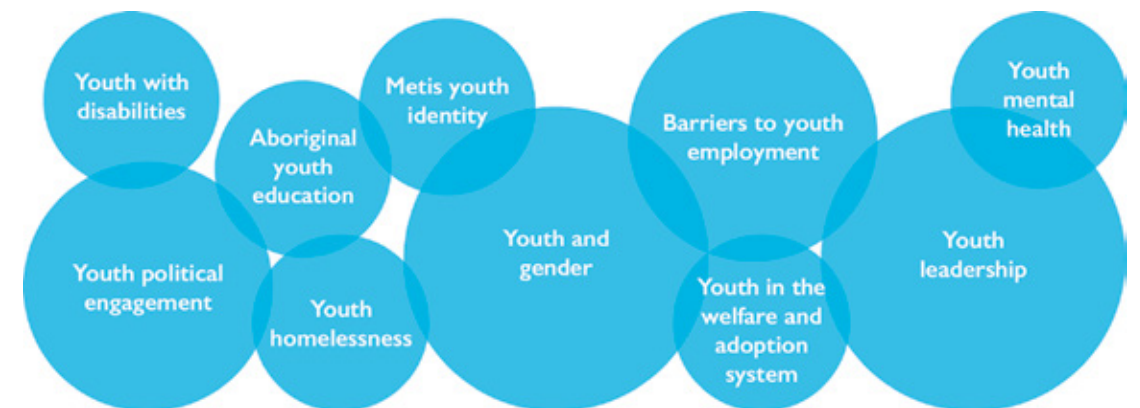 Youth with
disabilities
Aboriginal
youth
education
Metis youth
identity
Barriers to youth
employment
Youth
mental
health
Youth political
engagement
Youth
homelessness
Youth and
gender
Youth in the
welfare and
adoption
system
Youth
leadership